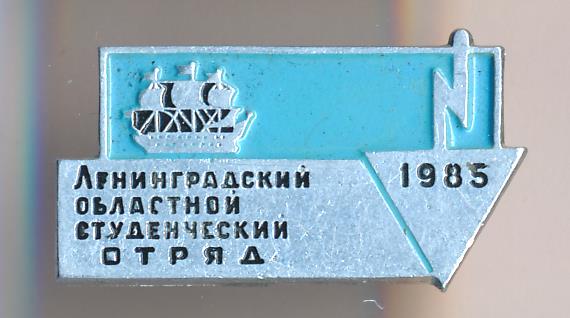 Ленинградский
областной
студенческий
отряд
1985